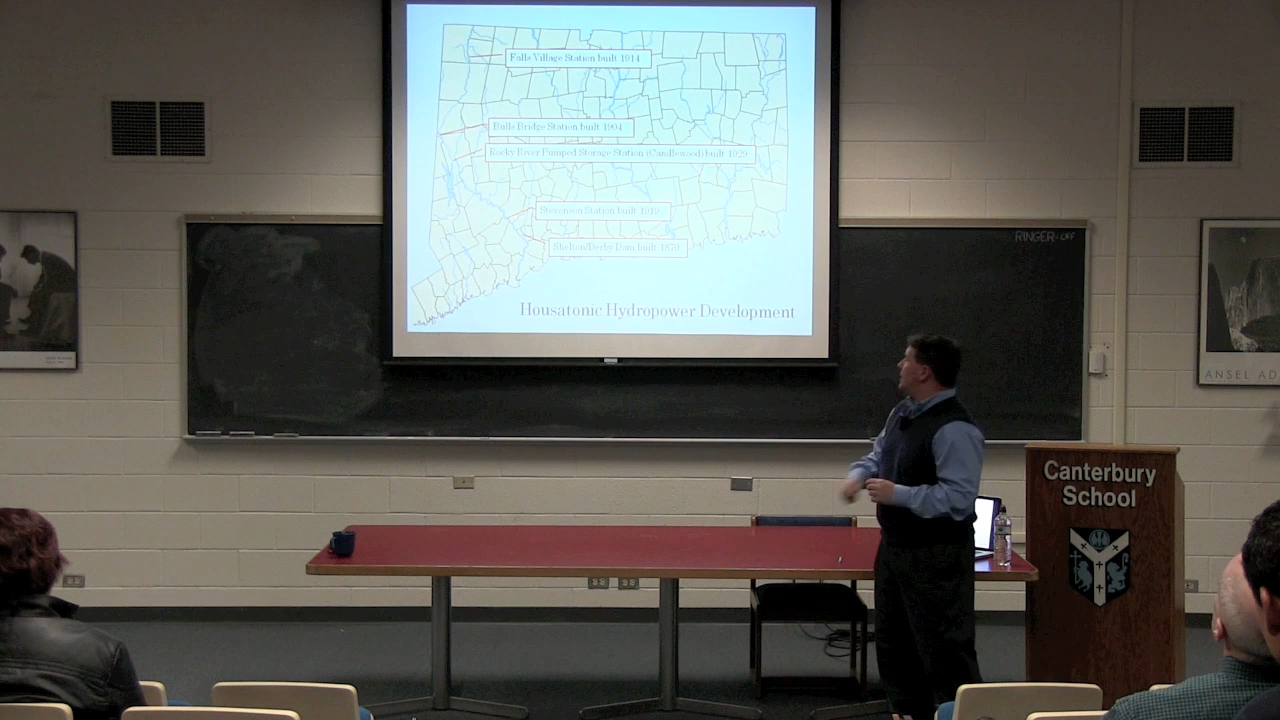 Falls Village Station built 1914
Bulls Bridge Station built 1904
Rocky River Pumped Storage Station (Candlewood) built 1929
Stevenson Station built 1919
Shelton/Derby Dam built 1870
Housatonic Hydropower Development
RINGER-OFF
ANSEL AD
Canterbury
School